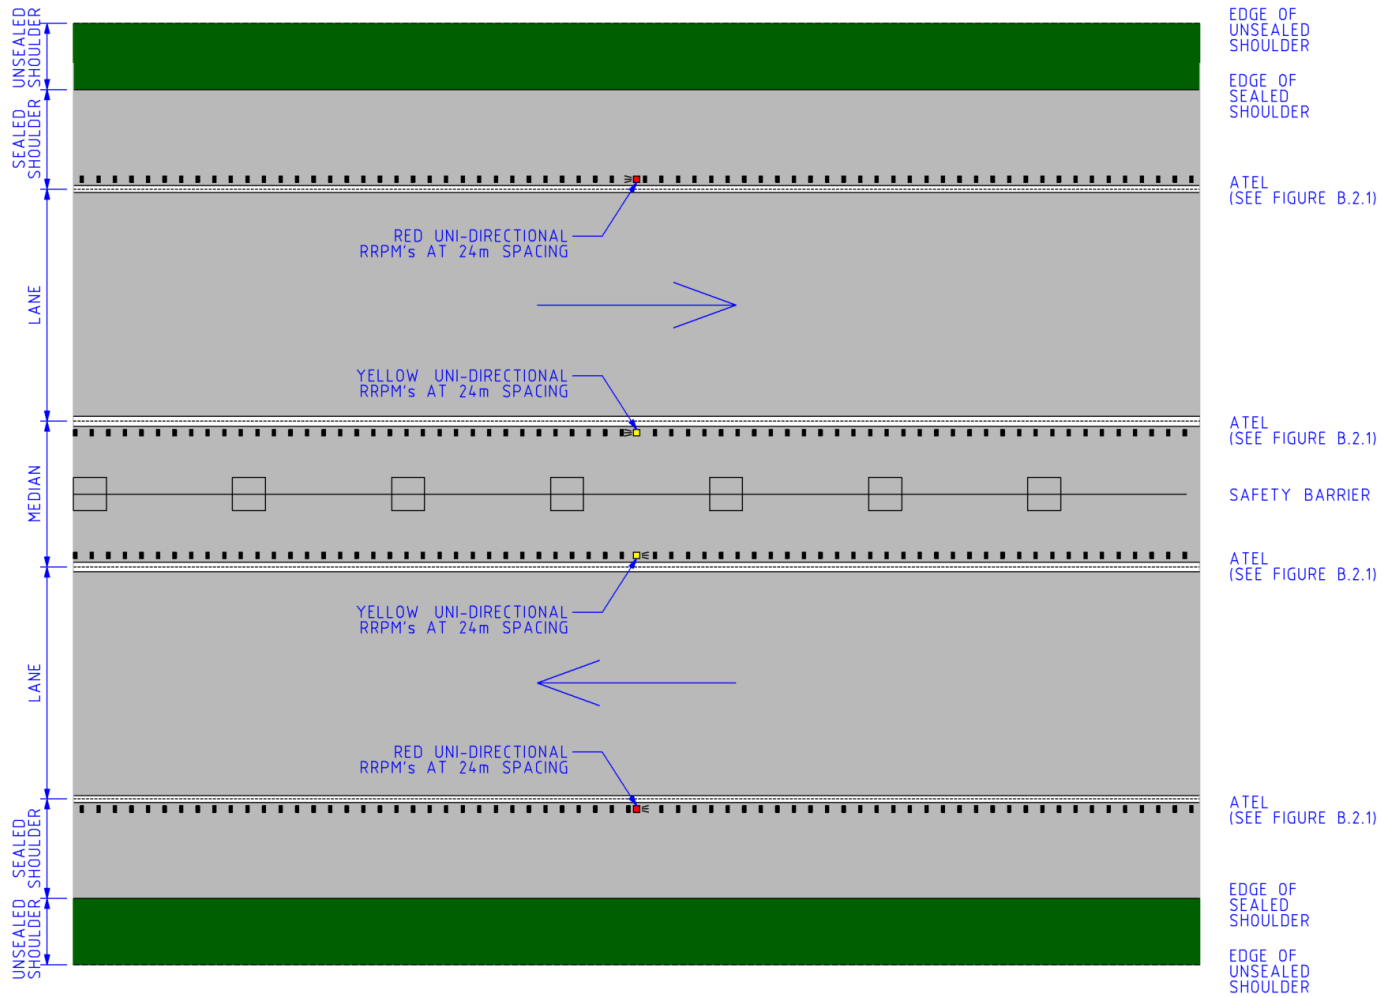 UNSEALED
SHOULDER
EDGE OF
UNSEALED
SHOULDER
SEALED
SHOULDER
EDGE OF
SEALED
SHOULDER
ATEL
(SEE FIGURE B.2.1)
RED UNI-DIRECTIONAL
RRPM's AT 24m SPACING
LANE
YELLOW UNI-DIRECTIONAL
RRPM's AT 24m SPACING
ATEL
(SEE FIGURE B.2.1)
MEDIAN
SAFETY BARRIER
ATEL
(SEE FIGURE B.2.1)
YELLOW UNI-DIRECTIONAL
RRPM's AT 24m SPACING
LANE
RED UNI-DIRECTIONAL
RRPM's AT 24m SPACING
ATEL
(SEE FIGURE B.2.1)
SEALED
SHOULDER
EDGE OF
SEALED
SHOULDER
UNSEALED
SHOULDER
EDGE OF
UNSEALED
SHOULDER